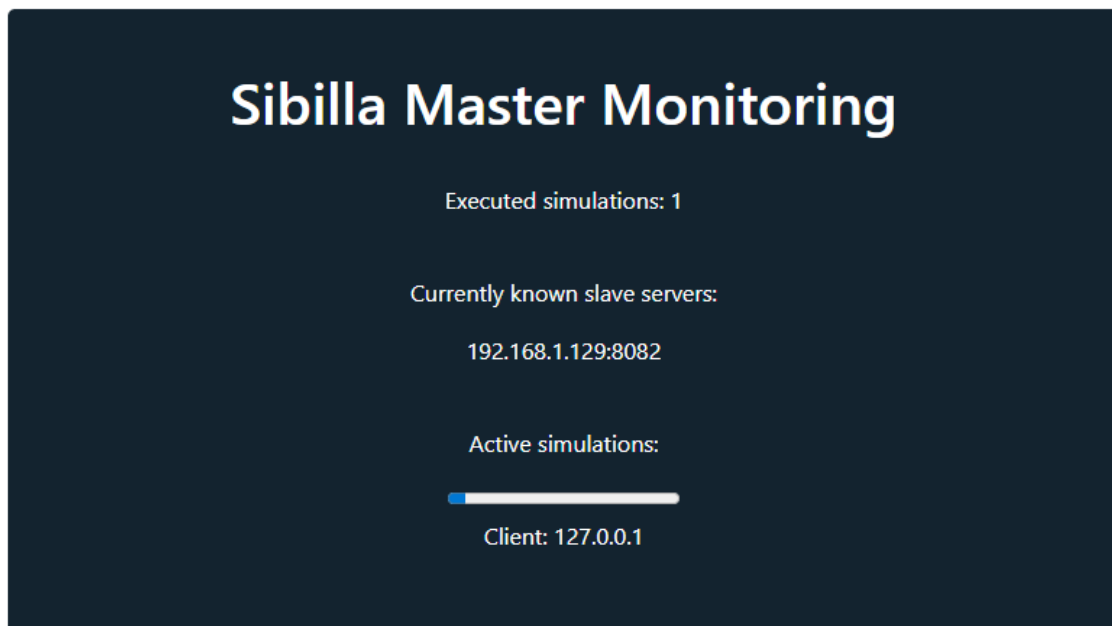 Sibilla Master Monitoring
Executed simulations: 1
Currently known slave servers:
192.168.1.129:8082
Active simulations:
Client: 127.0.0.1